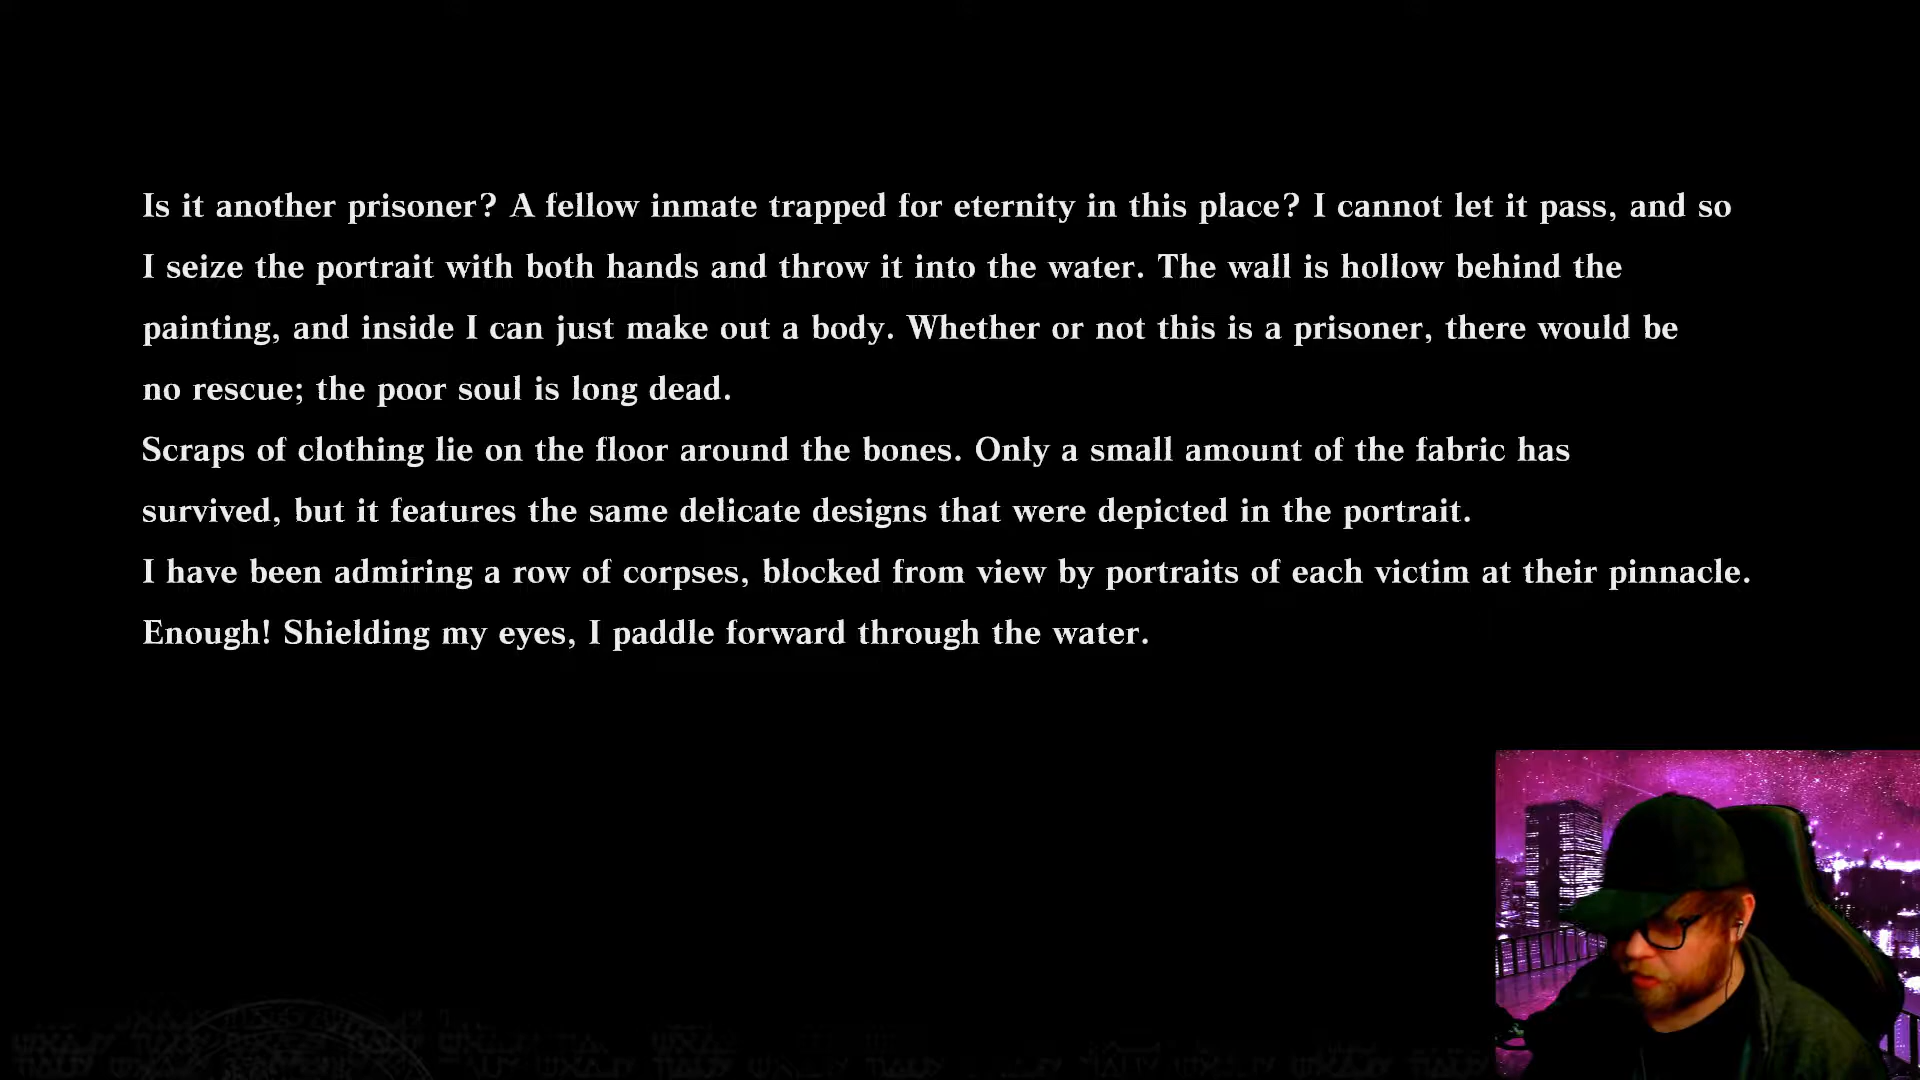 Is it another prisoner? A fellow inmate trapped for eternity in this place? I cannot let it pass, and so
I seize the portrait with both hands and throw it into the water. The wall is hollow behind the
painting, and inside I can just make out a body. Whether or not this is a prisoner, there would be
no rescue; the poor soul is long dead.
Scraps of clothing lie on the floor around the bones. Only a small amount of the fabric has
survived, but it features the same delicate designs that were depicted in the portrait.
I have been admiring a row of corpses, blocked from view by portraits of each victim at their pinnacle.
Enough! Shielding my eyes, I paddle forward through the water.